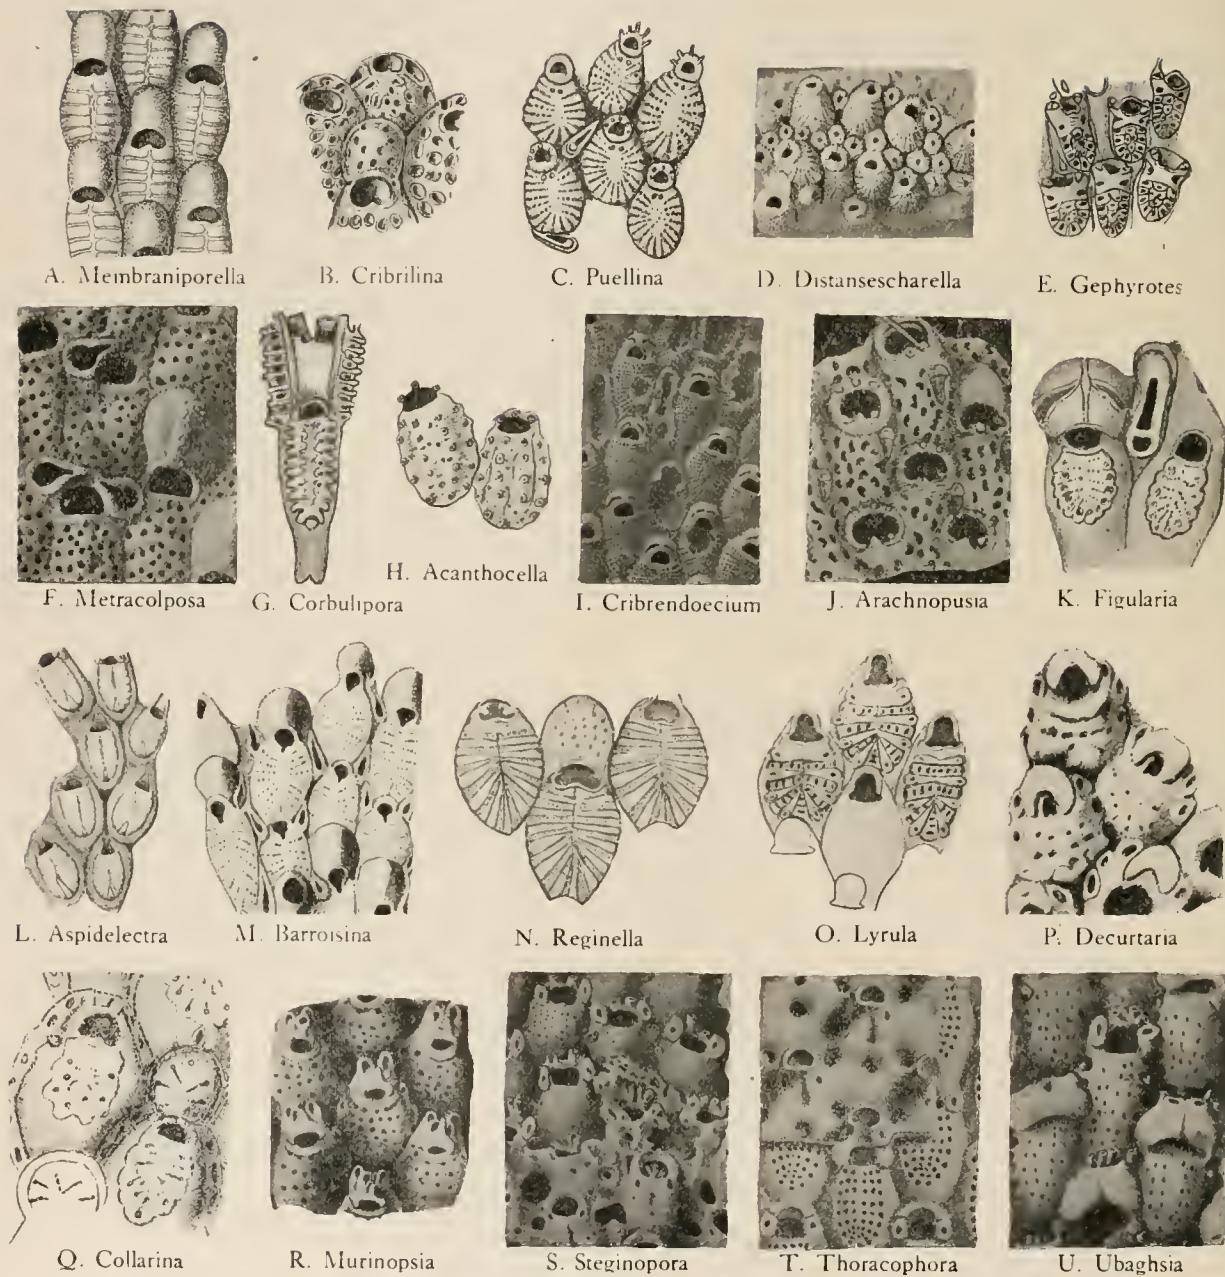 A. Membraniporella
B. Cribrilina
C. Puellina
D. Distansescharella
E. Gephyrotes
F. Metracolposa
G. Corbulipora
H. Acanthocella
I. Cribrendoecium
J. Arachnopusia
K. Figularia
L. Aspidelectra
M. Barroisina
N. Reginella
O. Lyrula
P. Decurtaria
Q. Collarina
R. Murinopsia
S. Steginopora
T. Thoracophora
U. Ubaghsia